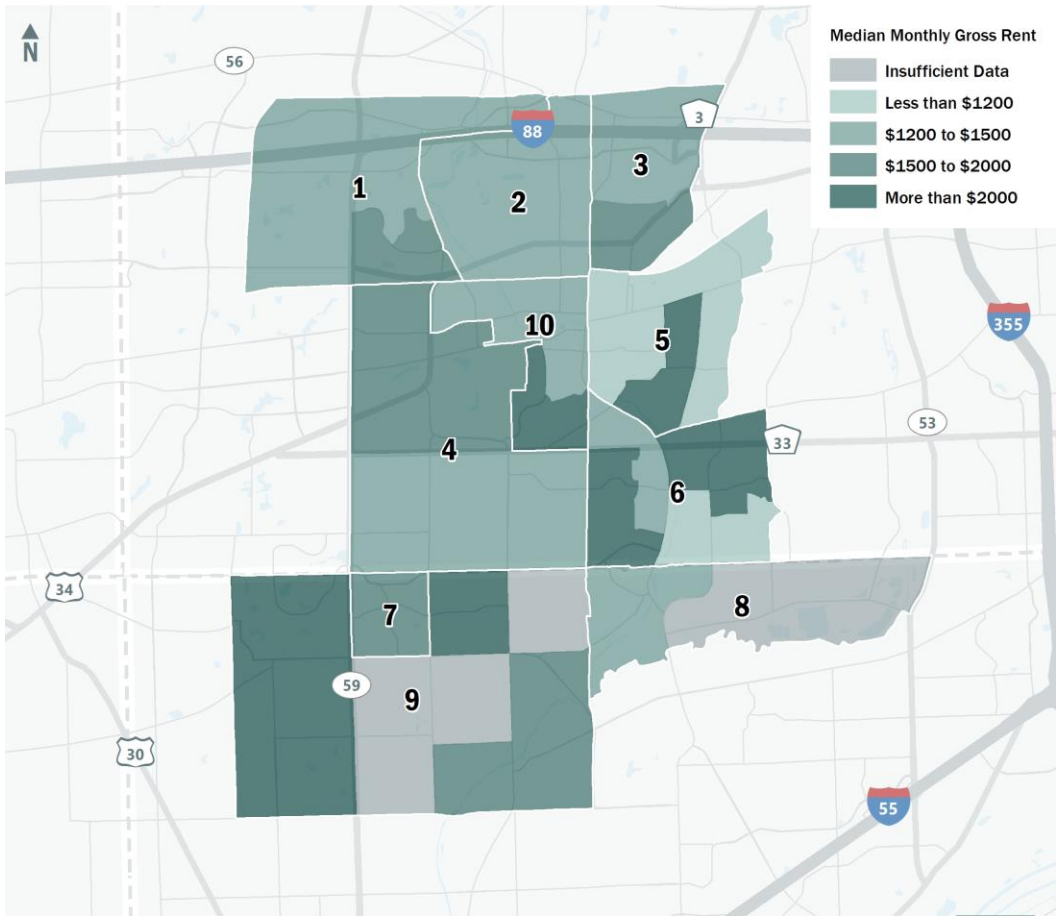 N
56
88
3
Median Monthly Gross Rent
Insufficient Data
Less than $1200
$1200 to $1500
$1500 to $2000
More than $2000
1
2
3
10
5
355
4
53
33
6
34
7
8
59
9
30
55